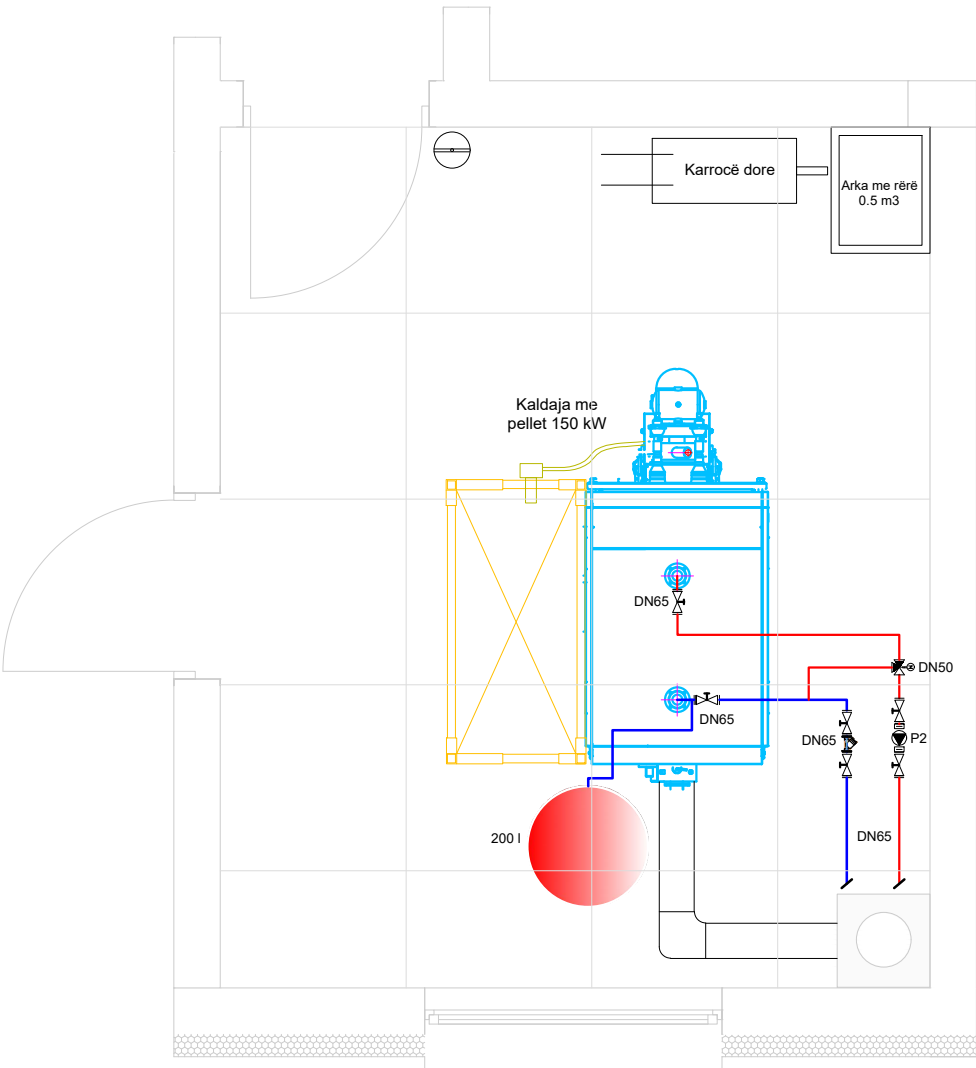 Karrocë dore
Arka me rërë
0.5 m3
Kaldaja me
pellet 150 kW
DN65
DN50
DN65
DN65
P2
200 l
DN65